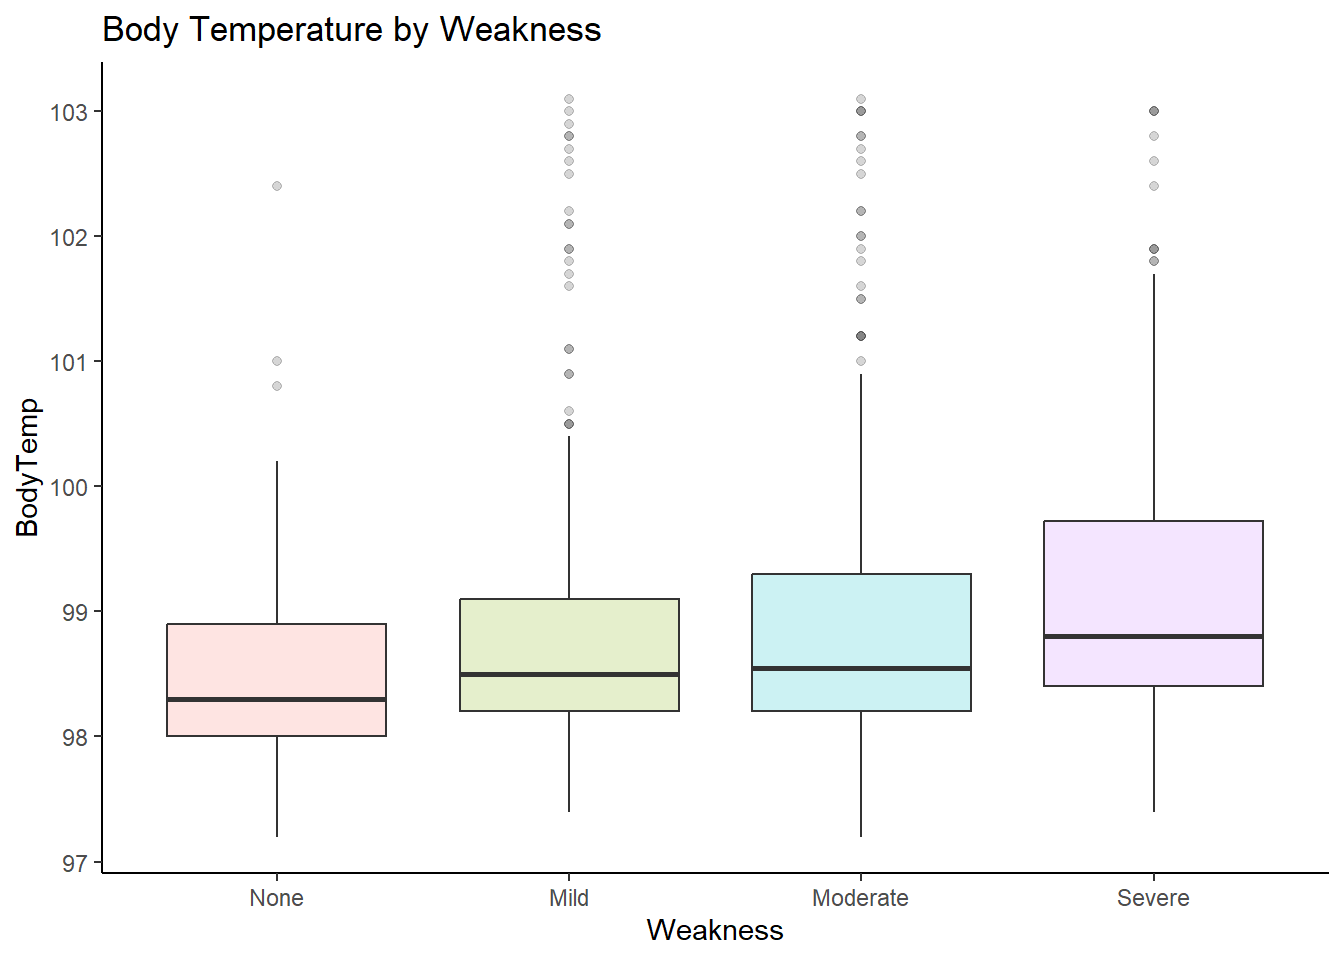 Body Temperature by Weakness
103
102
101
100
99
98
97
BodyTemp
None Mild Moderate Severe
Weakness